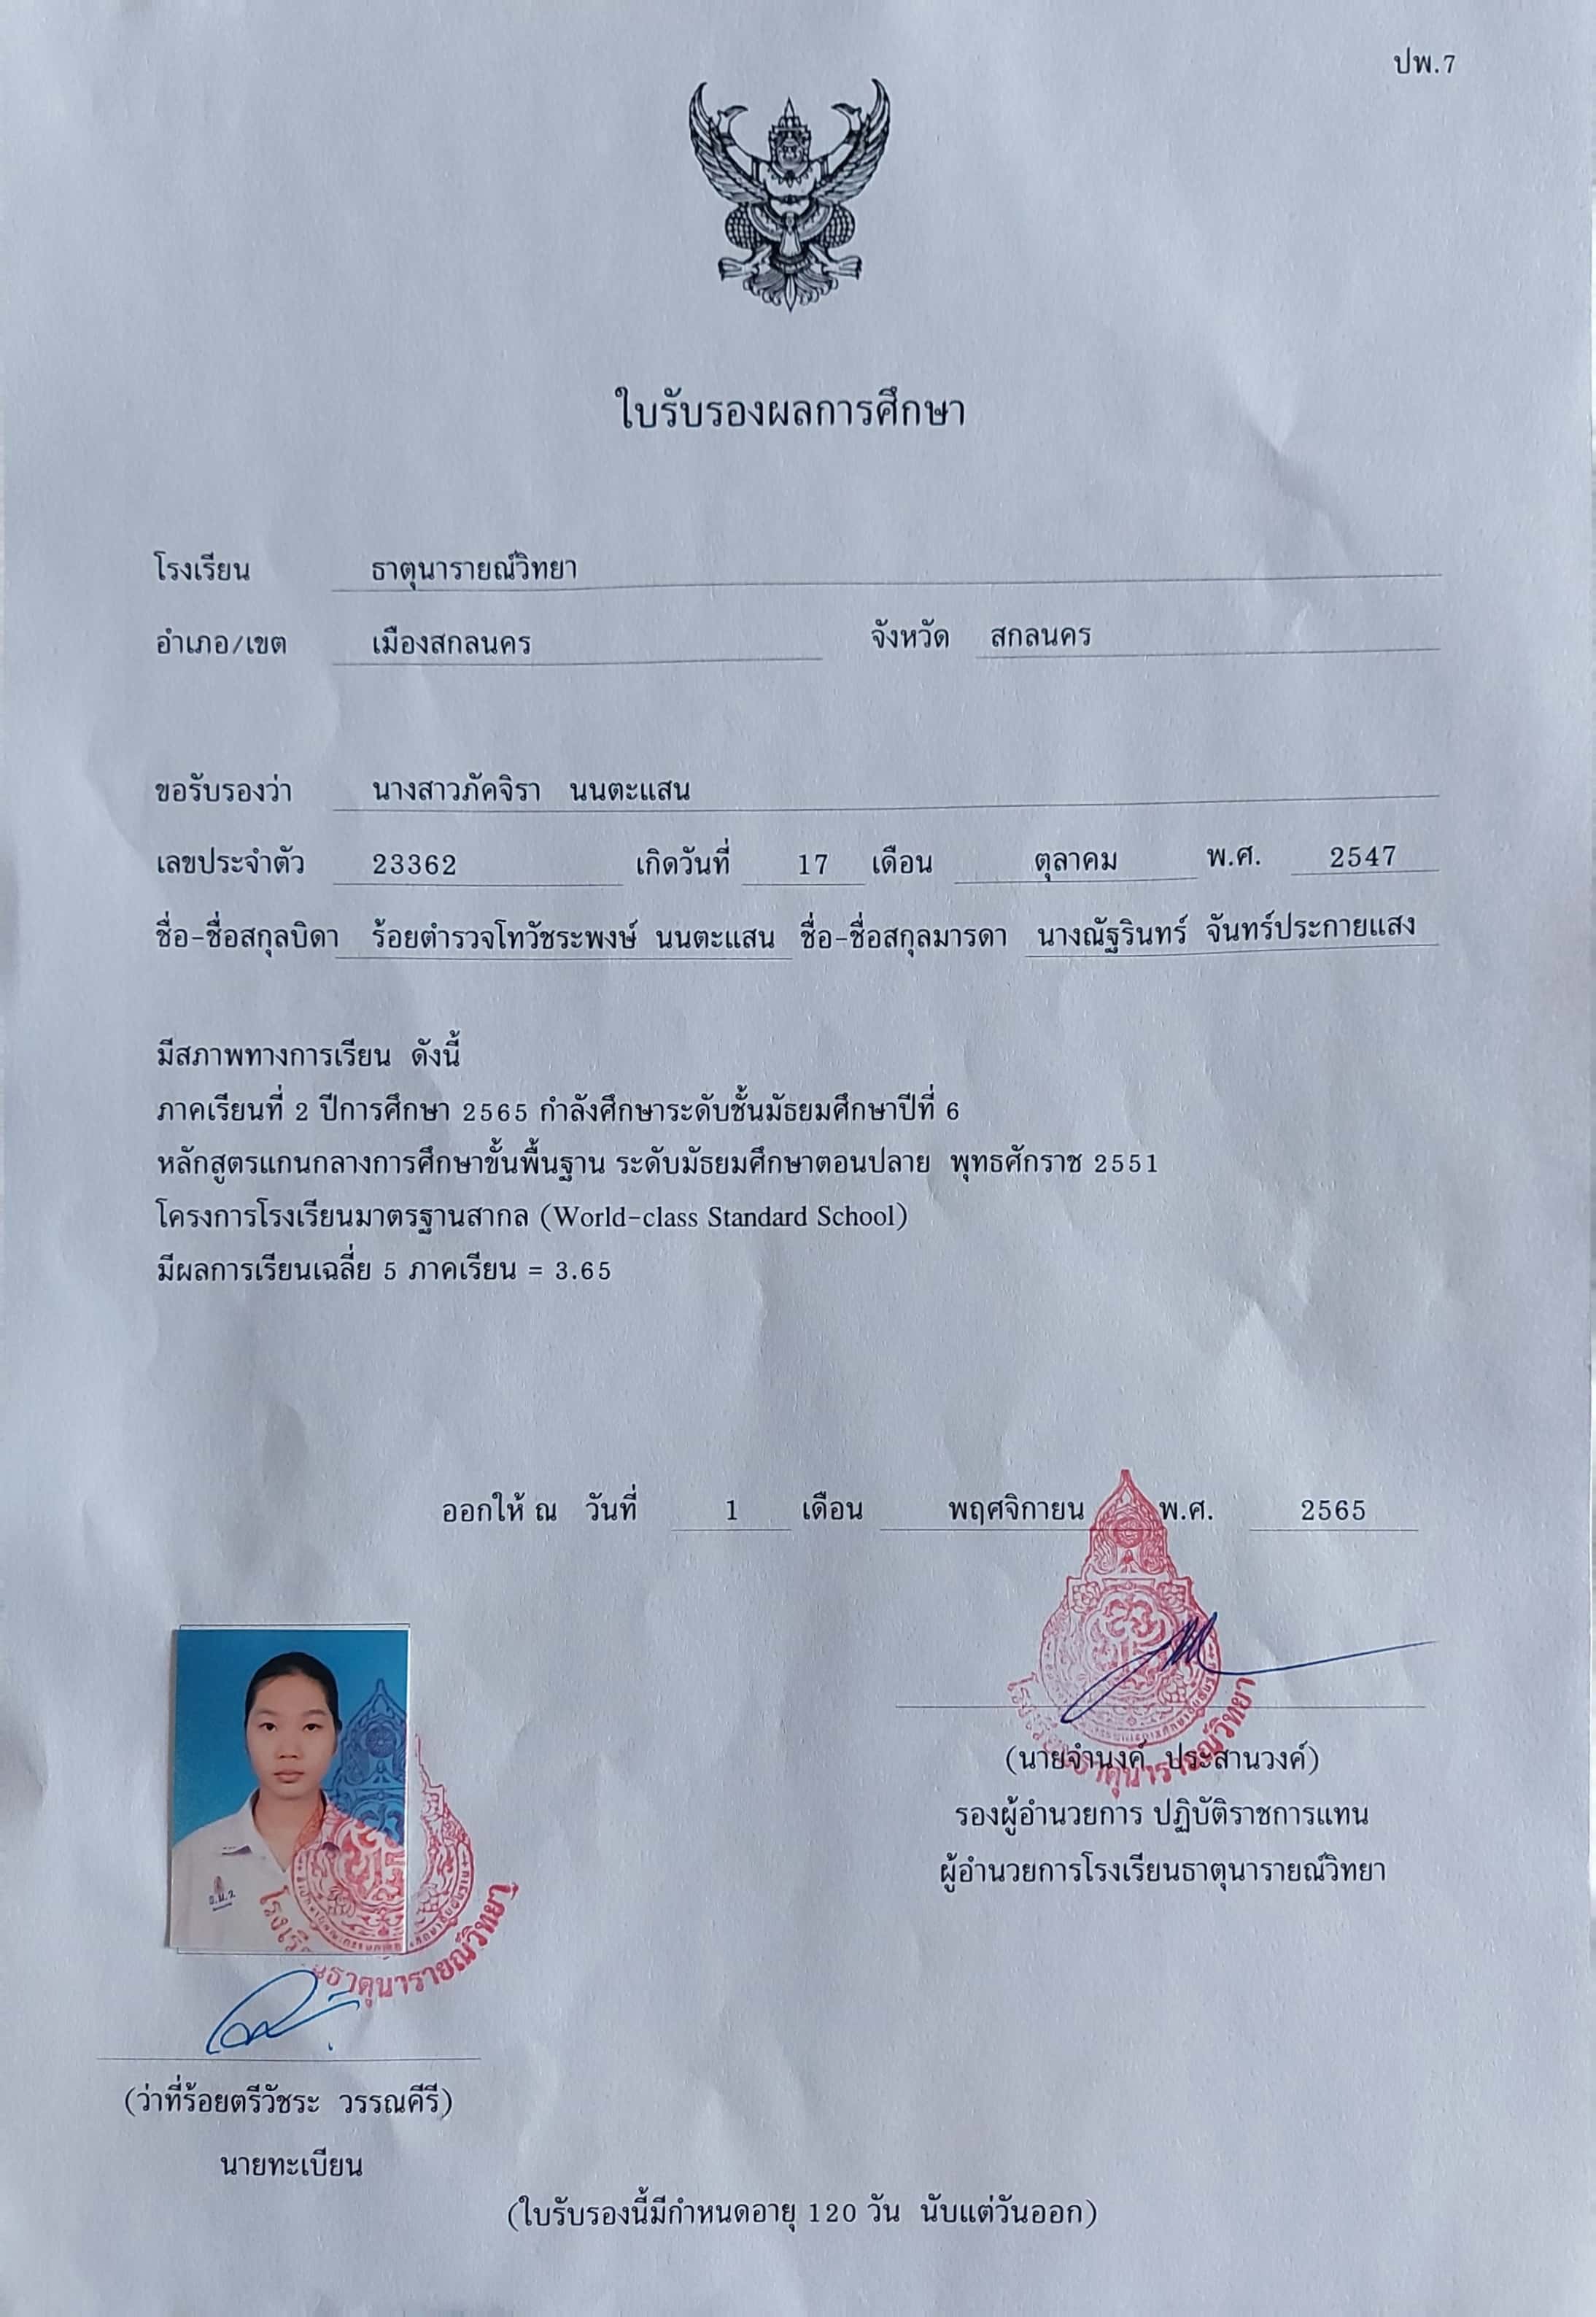 ปพ.7
ใบรับรองผลการศึกษา
โรงเรียน ธาตุนารายณ์วิทยา
อำเภอ/เขต เมืองสกลนคร จังหวัด สกลนคร
ขอรับรองว่า นางสาวภัคจิรา นนตะแสน
เลขประจำตัว 23362 เกิดวันที่ 17 เดือน ตุลาคม พ.ศ. 2547
ชื่อ-ชื่อสกุลบิดา ร้อยตำรวจโทวัชระพงษ์ นนตะแสน ชื่อ-ชื่อสกุลมารดา นางณัฐรินทร์ จันทร์ประกายแสง
มีสภาพทางการเรียน ดังนี้
ภาคเรียนที่ 2 ปีการศึกษา 2565 กำลังศึกษาระดับชั้นมัธยมศึกษาปีที่ 6
หลักสูตรแกนกลางการศึกษาขั้นพื้นฐาน ระดับมัธยมศึกษาตอนปลาย พุทธศักราช 2551
โครงการโรงเรียนมาตรฐานสากล (World-class Standard School)
มีผลการเรียนเฉลี่ย 5 ภาคเรียน = 3.65
ออกให้ ณ วันที่ 1 เดือน พฤศจิกายน พ.ศ. 2565
(นายจำนงค์ ประสานวงค์)
รองผู้อำนวยการ ปฏิบัติราชการแทน
ผู้อำนวยการโรงเรียนธาตุนารายณ์วิทยา
ธาตุนารายณ์วิทยา
(ว่าที่ร้อยตรีวัชระ วรรณคีรี)
นายทะเบียน
(ใบรับรองนี้มีกำหนดอายุ 120 วัน นับแต่วันออก)